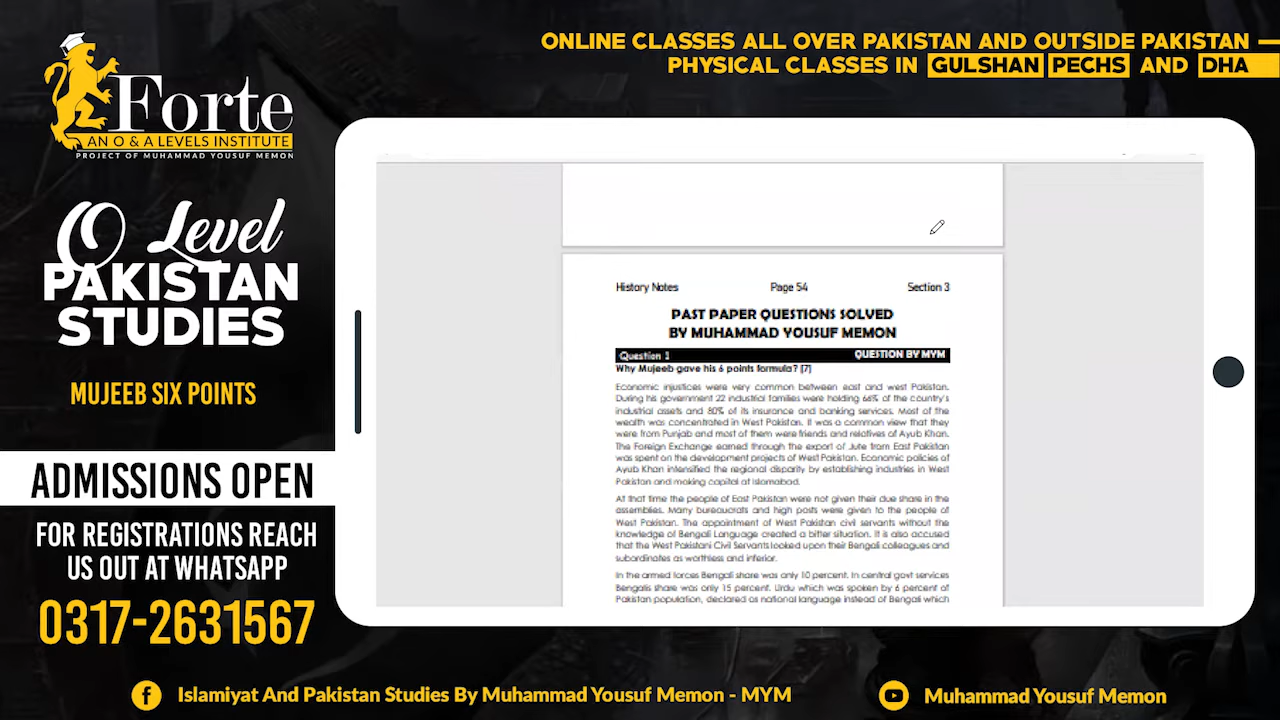 Forte
AN O & A LEVELS INSTITUTE
PROJECT OF MUHAMMAD YOUSUF MEMON
ONLINE CLASSES ALL OVER PAKISTAN AND OUTSIDE PAKISTAN
PHYSICAL CLASSES IN GULSHAN PECHS AND DHA
O Level
PAKISTAN
STUDIES
MUJEEB SIX POINTS
ADMISSIONS OPEN
FOR REGISTRATIONS REACH
US OUT AT WHATSAPP
0317-2631567
History Notes Page 54 Section 3
PAST PAPER QUESTIONS SOLVED
BY MUHAMMAD YOUSUF MEMON
Question 1 QUESTION BY MYM
Why Mujeeb gave his 6 points formula? [7]
Economic injustices were very common between east and west Pakistan.
During his government 22 industrial families were holding 66% of the country's
industrial assets and 80% of its insurance and banking services. Most of the
wealth was concentrated in West Pakistan. It was a common view that they
were from Punjab and most of them were friends and relatives of Ayub Khan.
The Foreign Exchange earned through the export of Jute from East Pakistan
was spent on the development projects of West Pakistan. Economic policies of
Ayub Khan intensified the regional disparity by establishing industries in West
Pakistan and making capital at Islamabad.
At that time the people of East Pakistan were not given their due share in the
assemblies. Many bureaucrats and high posts were given to the people of
West Pakistan. The appointment of West Pakistan civil servants without the
knowledge of Bengali Language created a bitter situation. It is also accused
that the West Pakistani Civil Servants looked upon their Bengali colleagues and
subordinates as worthless and inferior.
In the armed forces Bengali share was only 10 percent. In central govt services
Bengalis share was only 15 percent. Urdu which was spoken by 6 percent of
Pakistan population, declared as national language instead of Bengali which
Islamiyat And Pakistan Studies By Muhammad Yousuf Memon - MYM
Muhammad Yousuf Memon